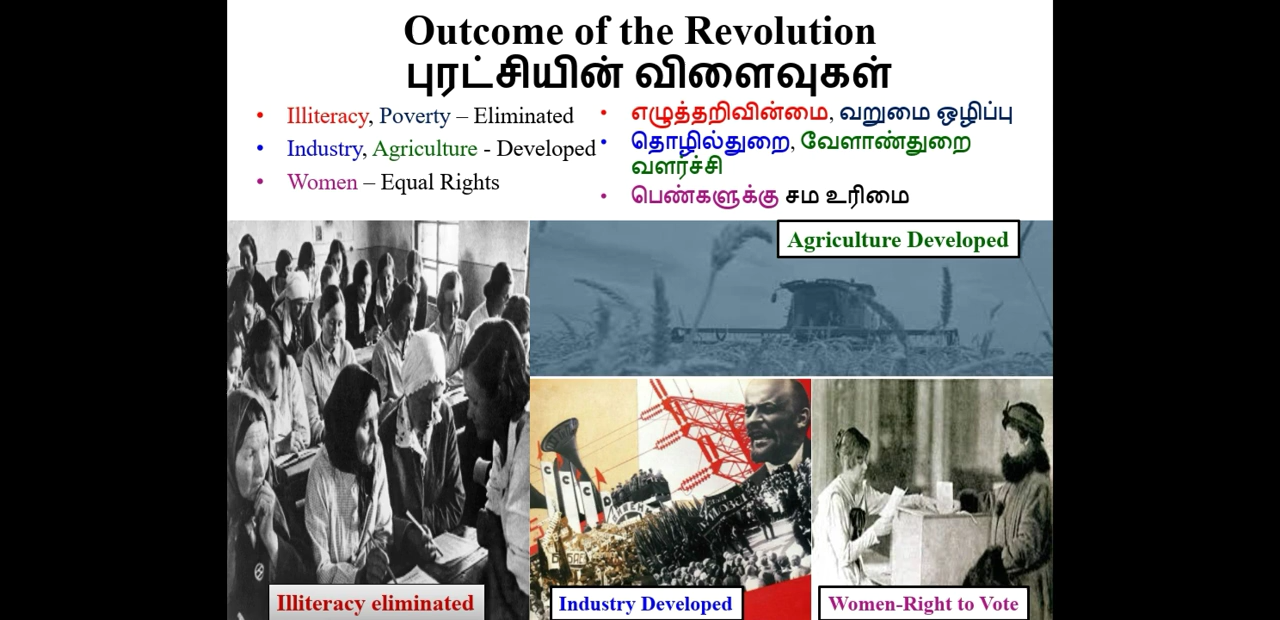 Outcome of the Revolution
புரட்சியின் விளைவுகள்
• Illiteracy, Poverty – Eliminated
• Industry, Agriculture - Developed
• Women – Equal Rights
• எழுத்தறிவின்மை, வறுமை ஒழிப்பு
• தொழில்துறை, வேளாண்துறை
வளர்ச்சி
• பெண்களுக்கு சம உரிமை
Agriculture Developed
Illiteracy eliminated
Industry Developed
Women-Right to Vote